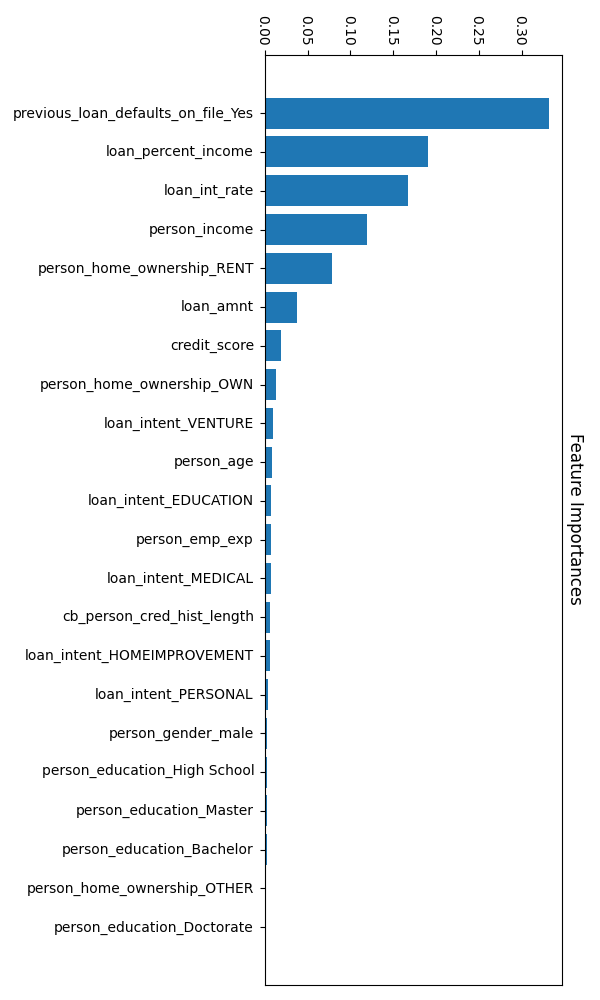 0.00
0.05
0.10
0.15
0.20
0.25
0.30
previous_loan_defaults_on_file_Yes
loan_percent_income
loan_int_rate
person_income
person_home_ownership_RENT
loan_amnt
credit_score
person_home_ownership_OWN
loan_intent_VENTURE
person_age
loan_intent_EDUCATION
person_emp_exp
loan_intent_MEDICAL
cb_person_cred_hist_length
loan_intent_HOMEIMPROVEMENT
loan_intent_PERSONAL
person_gender_male
person_education_High School
person_education_Master
person_education_Bachelor
person_home_ownership_OTHER
person_education_Doctorate
Feature Importances